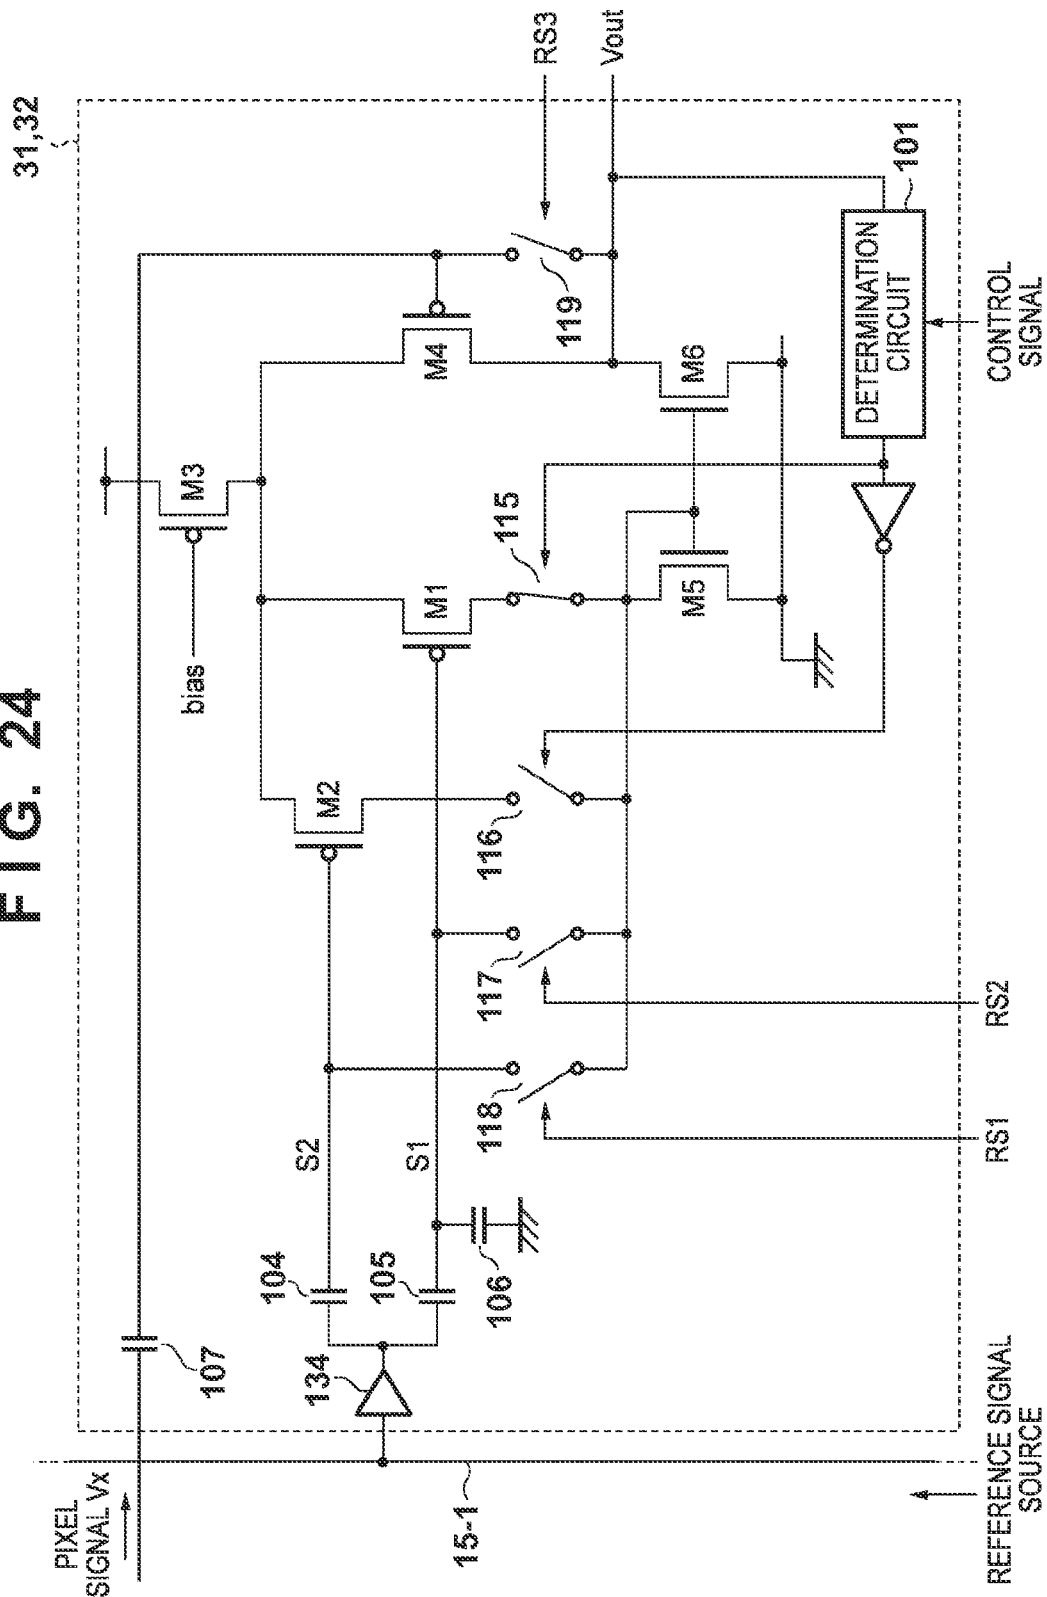 FIG. 24
31,32
PIXEL
SIGNAL Vx
107
M3
bias
M4
RS3
119
Vout
M2
M1
115
M6
M5
101
DETERMINATION
CIRCUIT
CONTROL
SIGNAL
116
117
118
S2
S1
104
105
106
134
15-1
RS2
RS1
REFERENCE SIGNAL
SOURCE